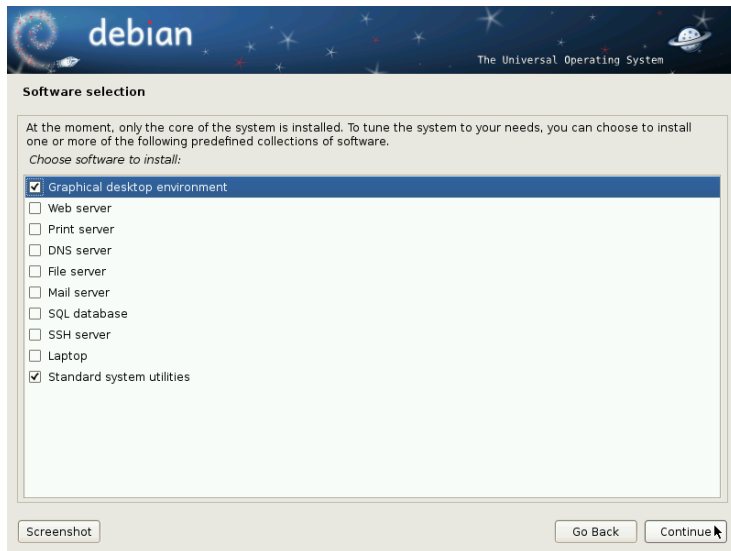 debian
The Universal Operating System
Software selection
At the moment, only the core of the system is installed. To tune the system to your needs, you can choose to install
one or more of the following predefined collections of software.
Choose software to install:
Graphical desktop environment
Web server
Print server
DNS server
File server
Mail server
SQL database
SSH server
Laptop
Standard system utilities
Screenshot
Go Back
Continue